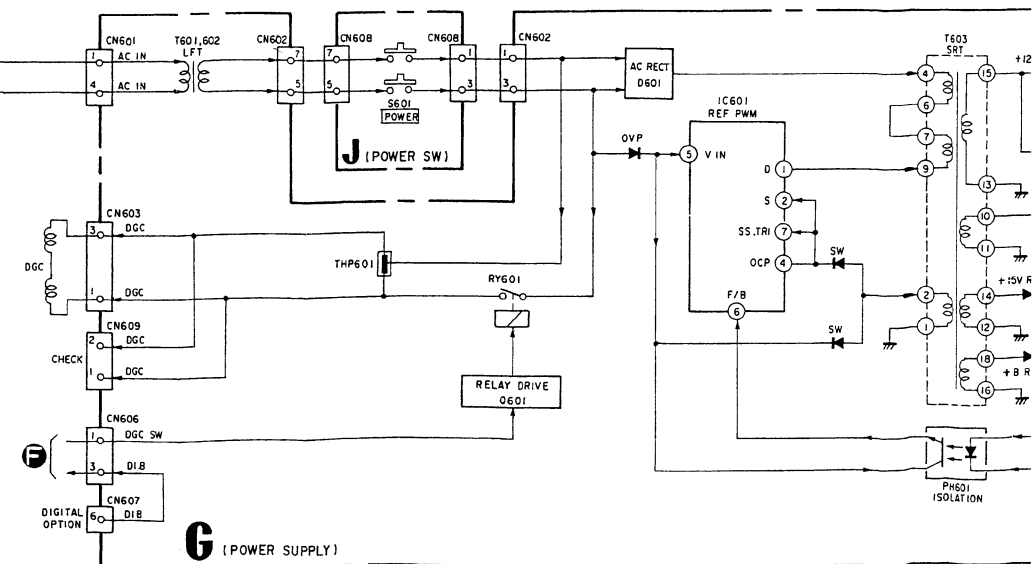 CN601
T601,602
LFT
CN602
CN608
CN608
CN602
1
AC IN
4
AC IN
7
5
7
5
S601
POWER
1
3
1
3
J (POWER SW)
AC RECT
D601
T603
SRT
+12
4
6
7
9
15
13
10
11
IC601
REF PWM
OVP
5
V IN
D
1
S
2
SS.TRI
7
OCP
4
SW
F/B
6
SW
2
1
14
+15V R
12
18
+B R
16
CN603
3
DGC
DGC
1
DGC
THP601
RY601
CN609
2
DGC
CHECK
1
DGC
RELAY DRIVE
Q601
CN606
F
1
DGC SW
3
D1.B
CN607
DIGITAL
OPTION
6
D1B
PH601
ISOLATION
G (POWER SUPPLY)